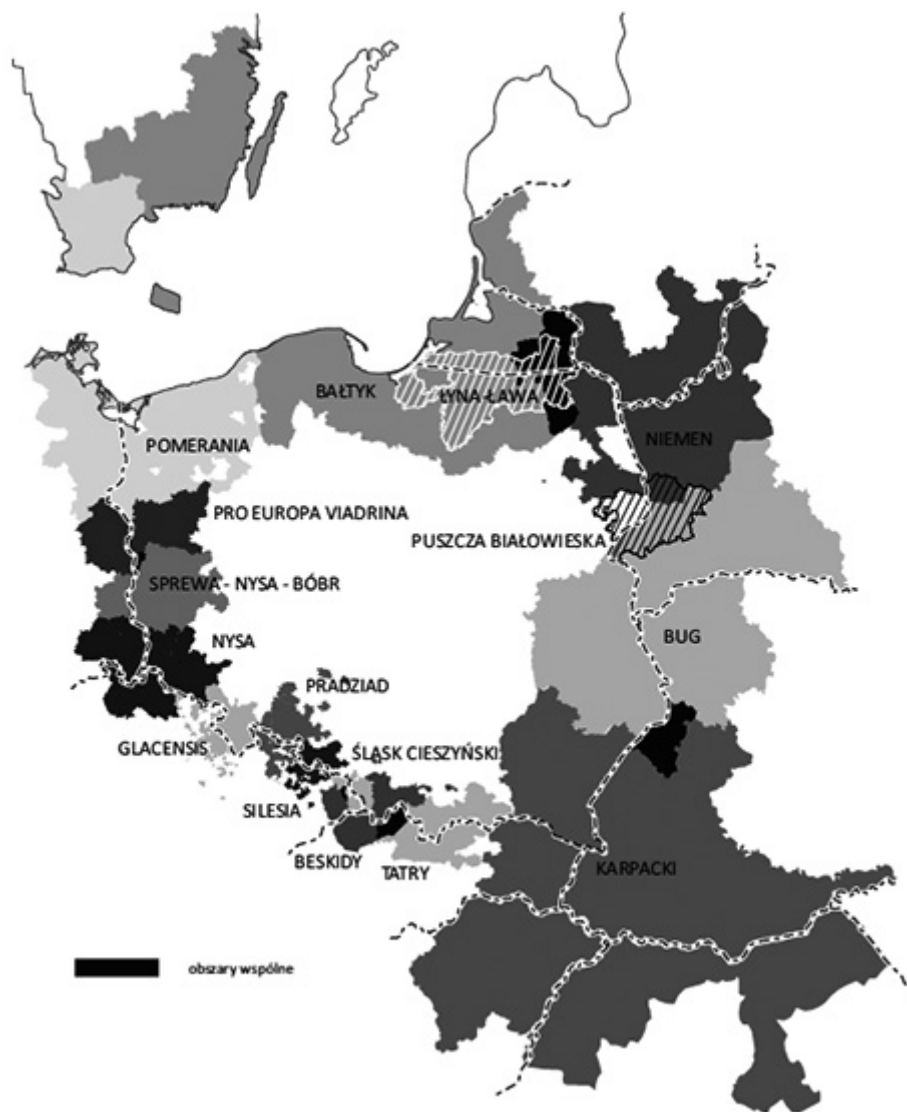 BAŁTYK
ŁYNA-ŁAWA
POMERANIA
NIEMEN
PRO EUROPA VIADRINA
PUSZCZA BIAŁOWIESKA
SPREWA - NYSA - BÓBR
NYSA
BUG
PRADZIAD
GLACENSIS
ŚLĄSK CIESZYŃSKI
SILESIA
BESKIDY
TATRY
KARPACKI
obszary wspólne